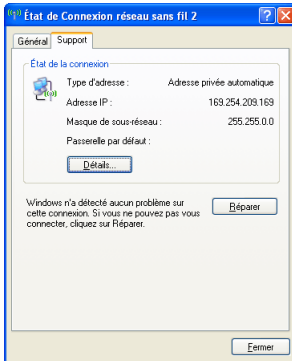 État de Connexion réseau sans fil 2
Général Support
État de la connexion
Type d'adresse : Adresse privée automatique
Adresse IP : 169.254.209.169
Masque de sous-réseau : 255.255.0.0
Passerelle par défaut :
Détails...
Windows n'a détecté aucun problème sur
cette connexion. Si vous ne pouvez pas vous
connecter, cliquez sur Réparer.
Réparer
Fermer